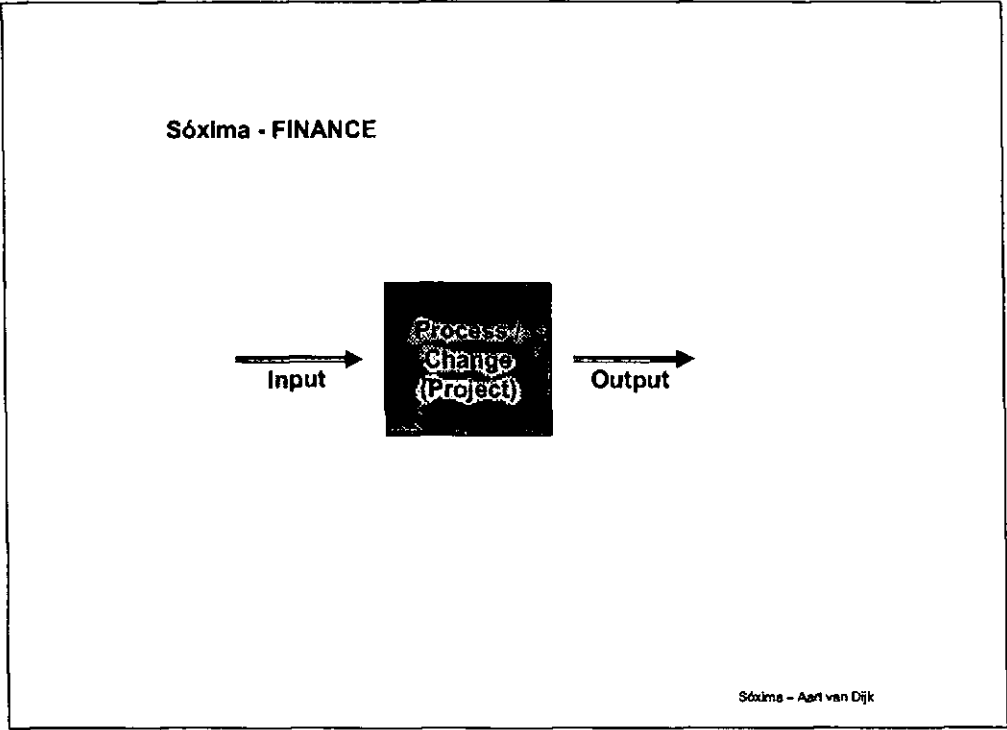 Sóxima - FINANCE
Process /
Change
(Project)
Input
Output
Sóxima – Aart van Dijk